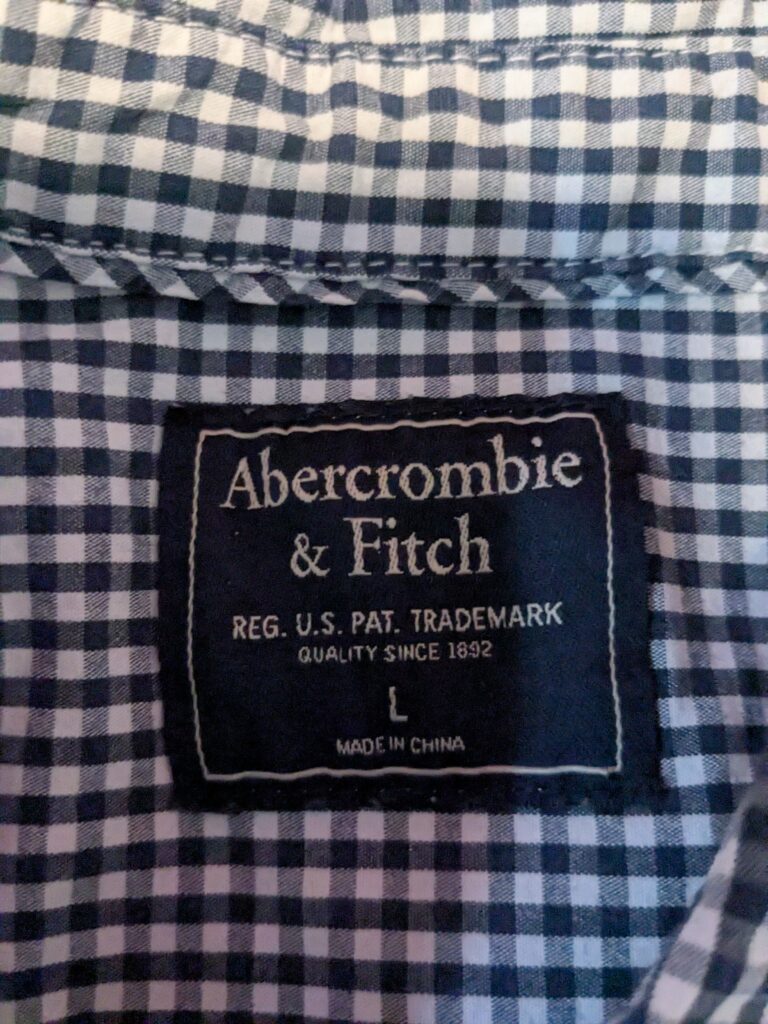 Abercrombie
& Fitch
REG. U.S. PAT. TRADEMARK
QUALITY SINCE 1892
L
MADE IN CHINA